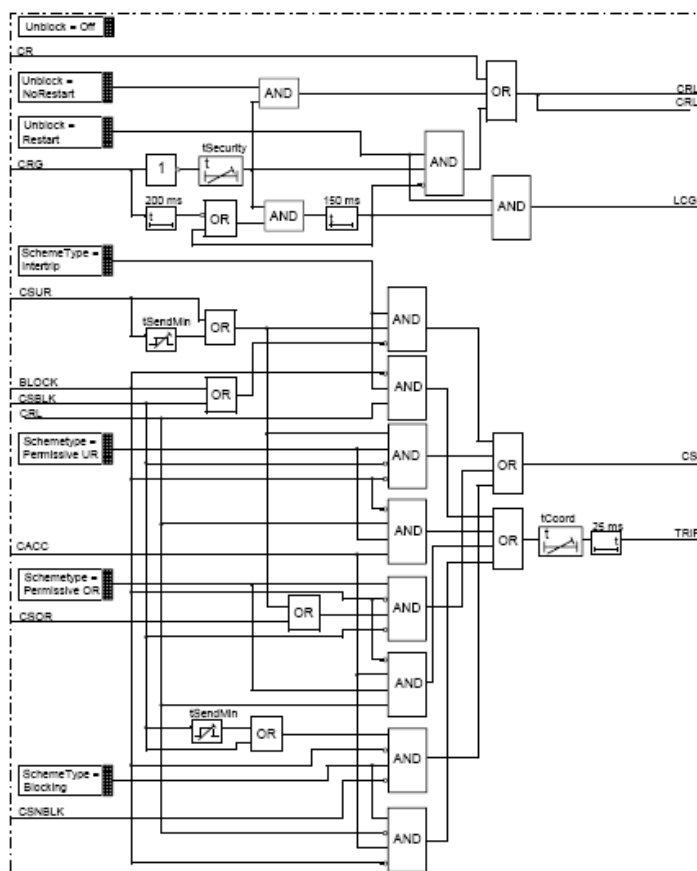 Unblock = Off
CR
Unblock =
NoRestart
AND
OR
CRL
CRL
Unblock =
Restart
tSecurity
t
AND
CRG
1
200 ms
t
OR
AND
150 ms
t
AND
LCG
SchemeType =
Intertrip
CSUR
tSendMin
OR
AND
BLOCK
CSBLK
OR
CRL
AND
Schemetype =
Permissive UR
AND
OR
CS
CACC
AND
OR
tCoord
t
25 ms
t
TRIP
Schemetype =
Permissive OR
CSOR
OR
AND
AND
tSendMin
OR
AND
SchemeType =
Blocking
CSNBLK
AND